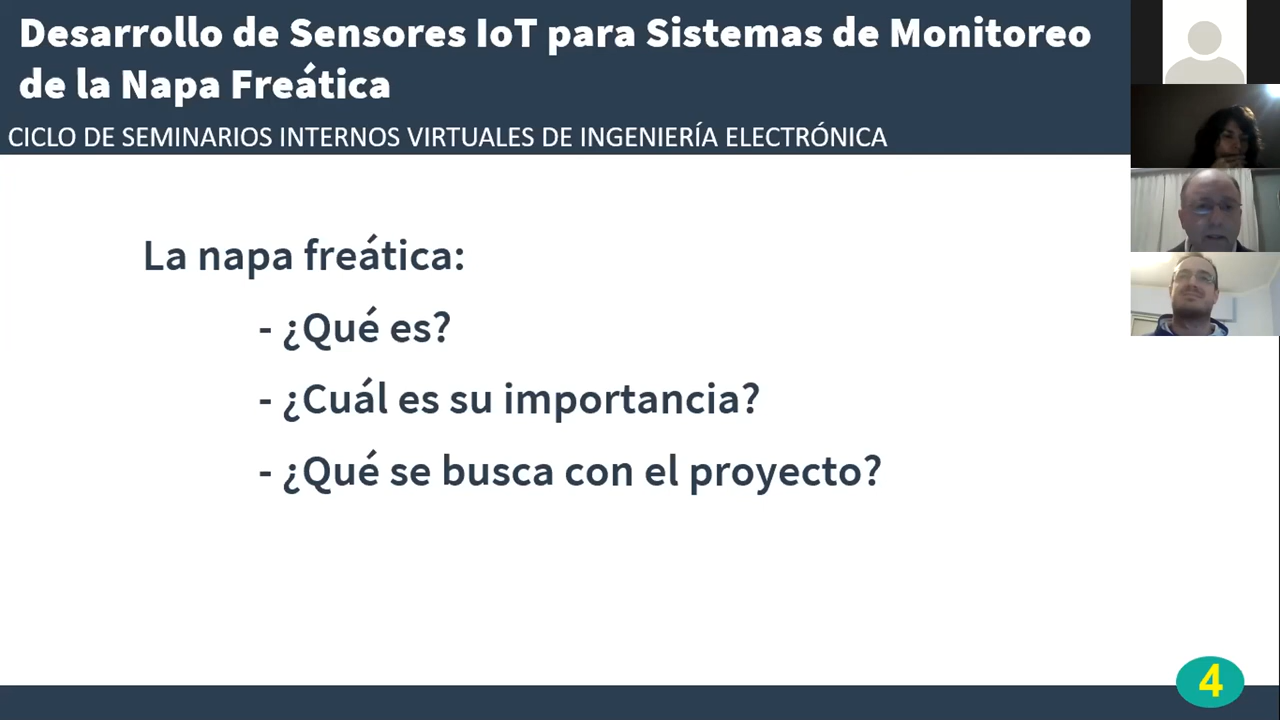 Desarrollo de Sensores IoT para Sistemas de Monitoreo
de la Napa Freática
CICLO DE SEMINARIOS INTERNOS VIRTUALES DE INGENIERÍA ELECTRÓNICA
La napa freática:
- ¿Qué es?
- ¿Cuál es su importancia?
- ¿Qué se busca con el proyecto?
4